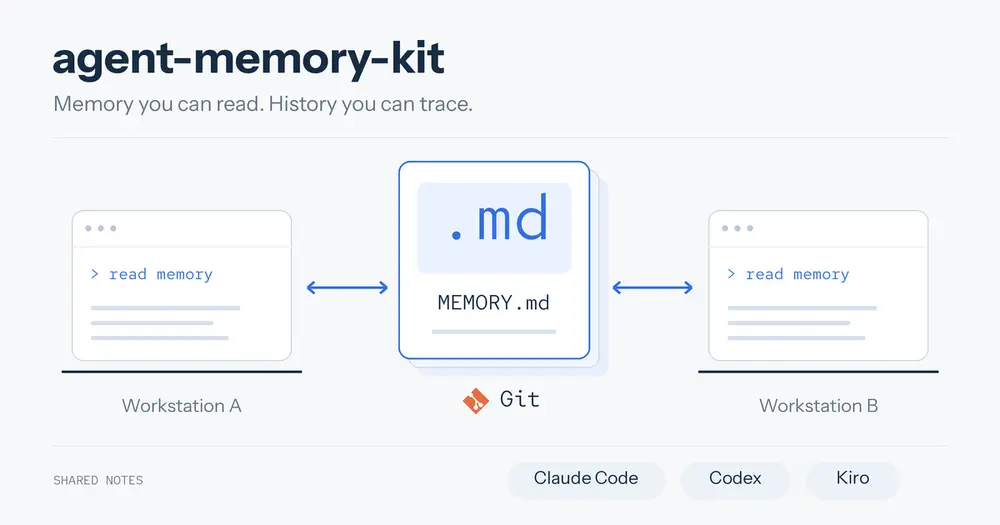 agent-memory-kit
Memory you can read. History you can trace.
> read memory
.md
MEMORY.md
> read memory
Git
Workstation A
Workstation B
SHARED NOTES
Claude Code
Codex
Kiro